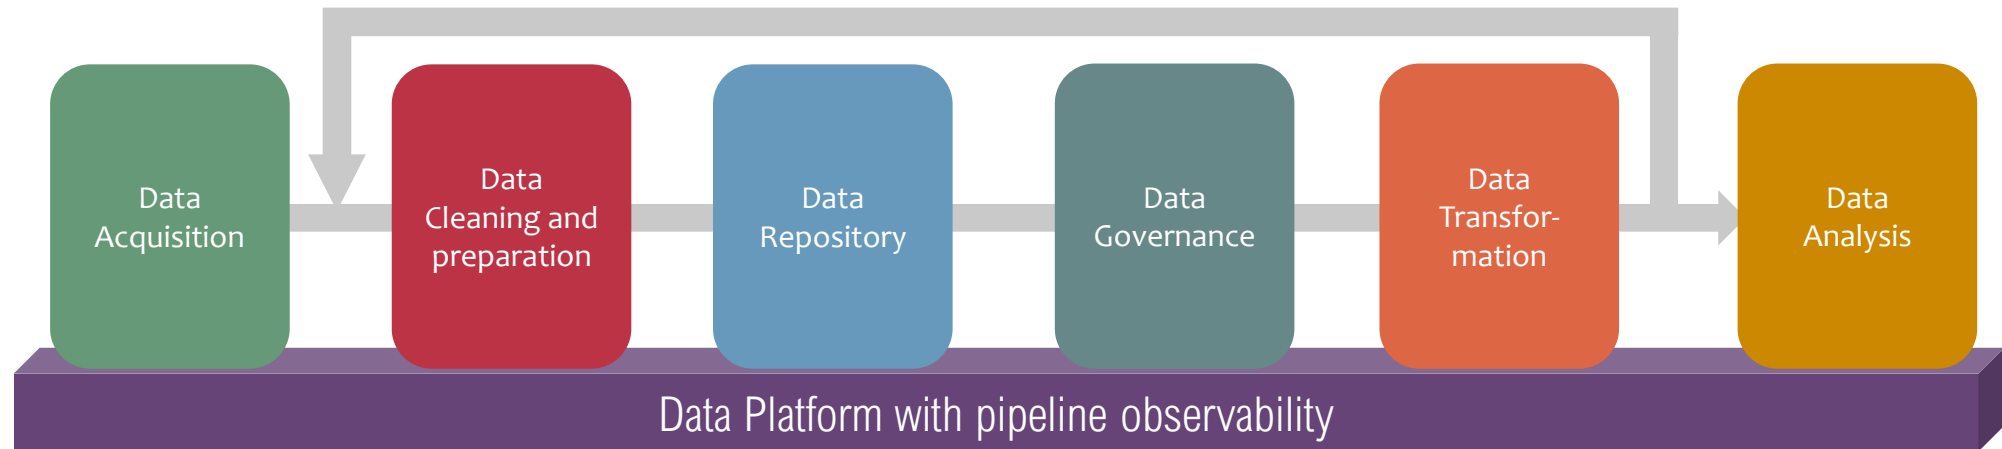 Data
Acquisition
Data
Cleaning and
preparation
Data
Repository
Data
Governance
Data
Transfor-
mation
Data
Analysis
Data Platform with pipeline observability